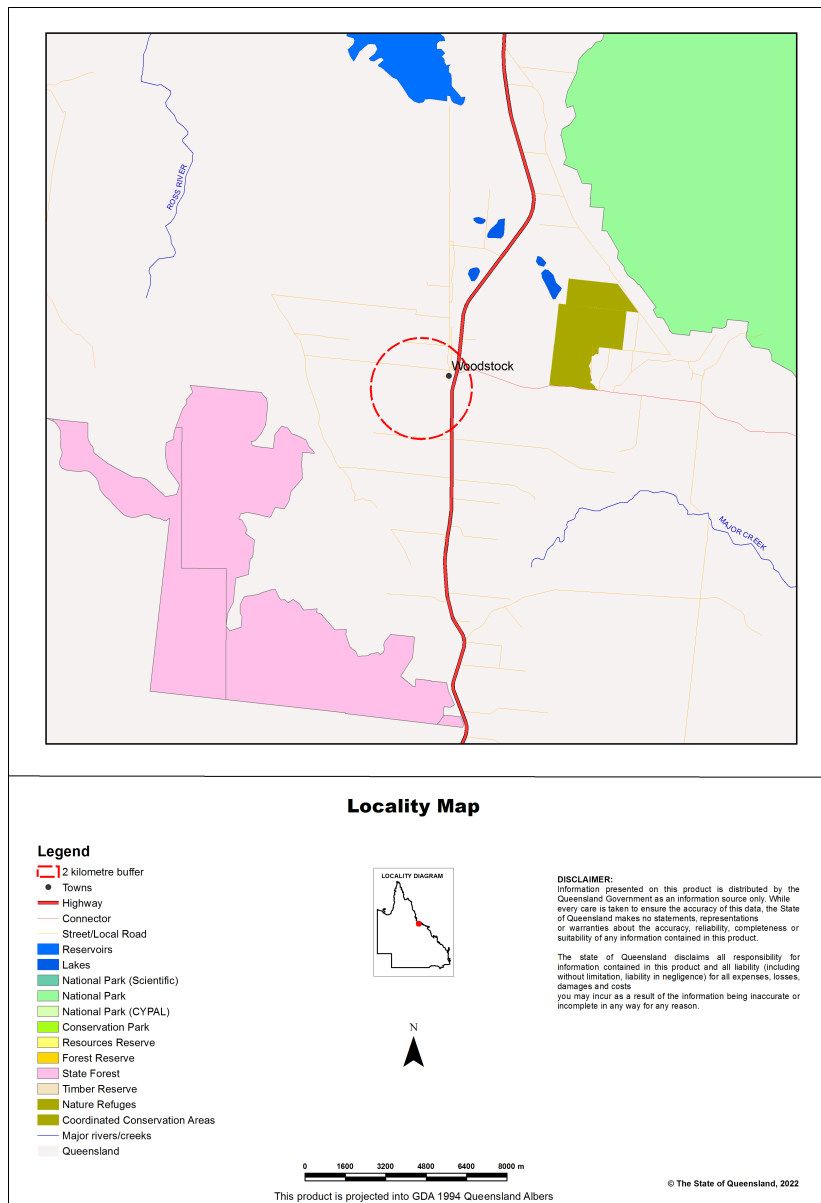 ROSS RIVER
Woodstock
MAJOR CREEK
Locality Map
Legend
2 kilometre buffer
Towns
Highway
Connector
Street/Local Road
Reservoirs
Lakes
National Park (Scientific)
National Park
National Park (CYPAL)
Conservation Park
Resources Reserve
Forest Reserve
State Forest
Timber Reserve
Nature Refuges
Coordinated Conservation Areas
Major rivers/creeks
Queensland
LOCALITY DIAGRAM
N
0 1600 3200 4800 6400 8000 m
This product is projected into GDA 1994 Queensland Albers
DISCLAIMER:
Information presented on this product is distributed by the
Queensland Government as an information source only. While
every care is taken to ensure the accuracy of this data, the State
of Queensland makes no statements, representations
or warranties about the accuracy, reliability, completeness or
suitability of any information contained in this product.
The state of Queensland disclaims all responsibility for
information contained in this product and all liability (including
without limitation, liability in negligence) for all expenses, losses,
damages and costs
you may incur as a result of the information being inaccurate or
incomplete in any way for any reason.
© The State of Queensland, 2022